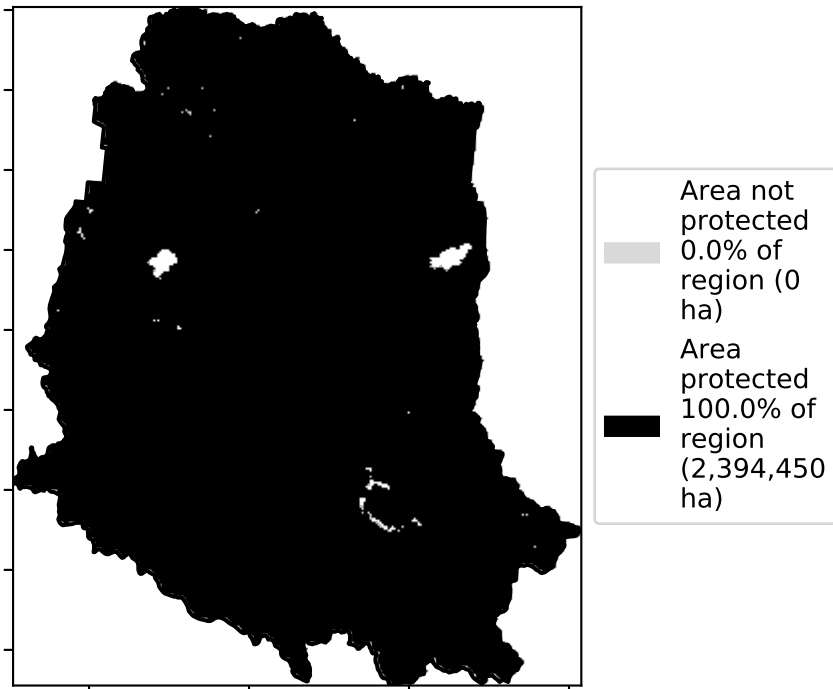 Area not
protected
0.0% of
region (0
ha)
Area
protected
100.0% of
region
(2,394,450
ha)